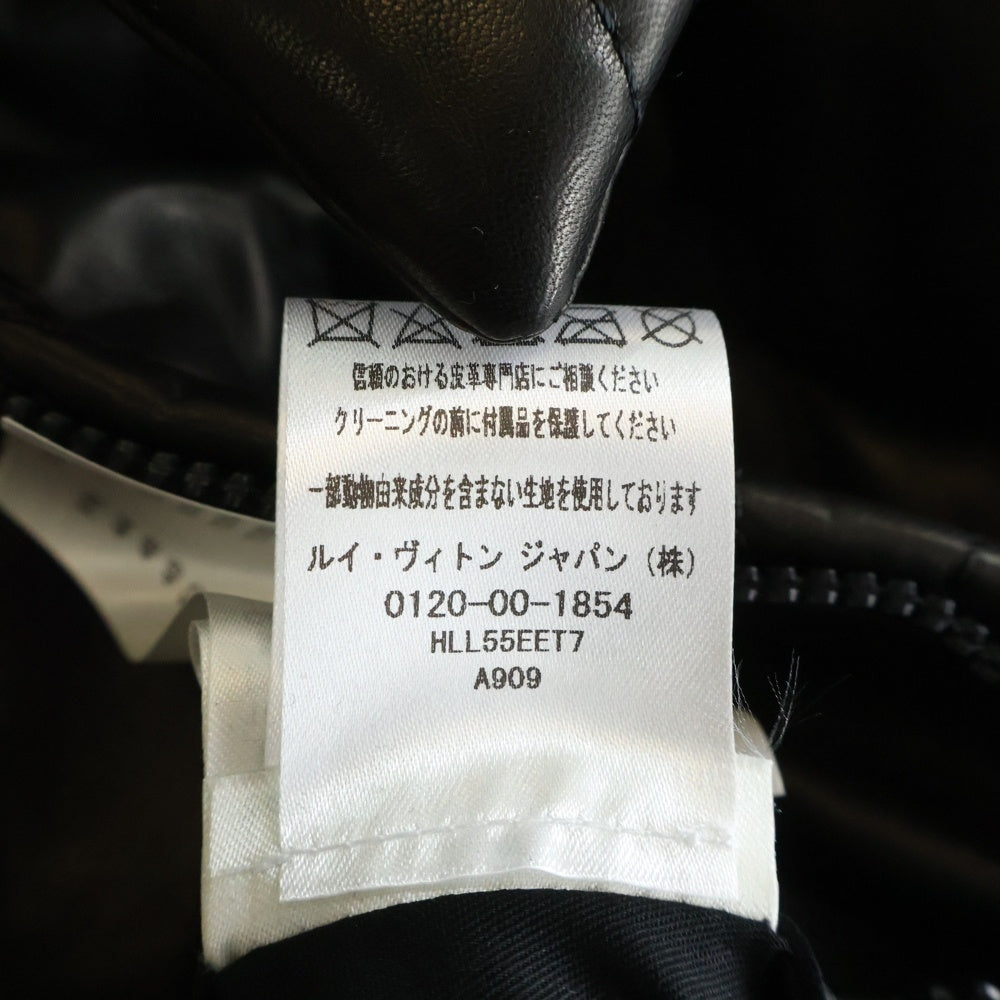 信頼のおける皮革専門店にご相談ください
クリーニングの前に付属品を保護してください
一部動物由来成分を含まない生地を使用しております
ルイ・ヴィトン ジャパン (株)
0120-00-1854
HLL55EET7
A909